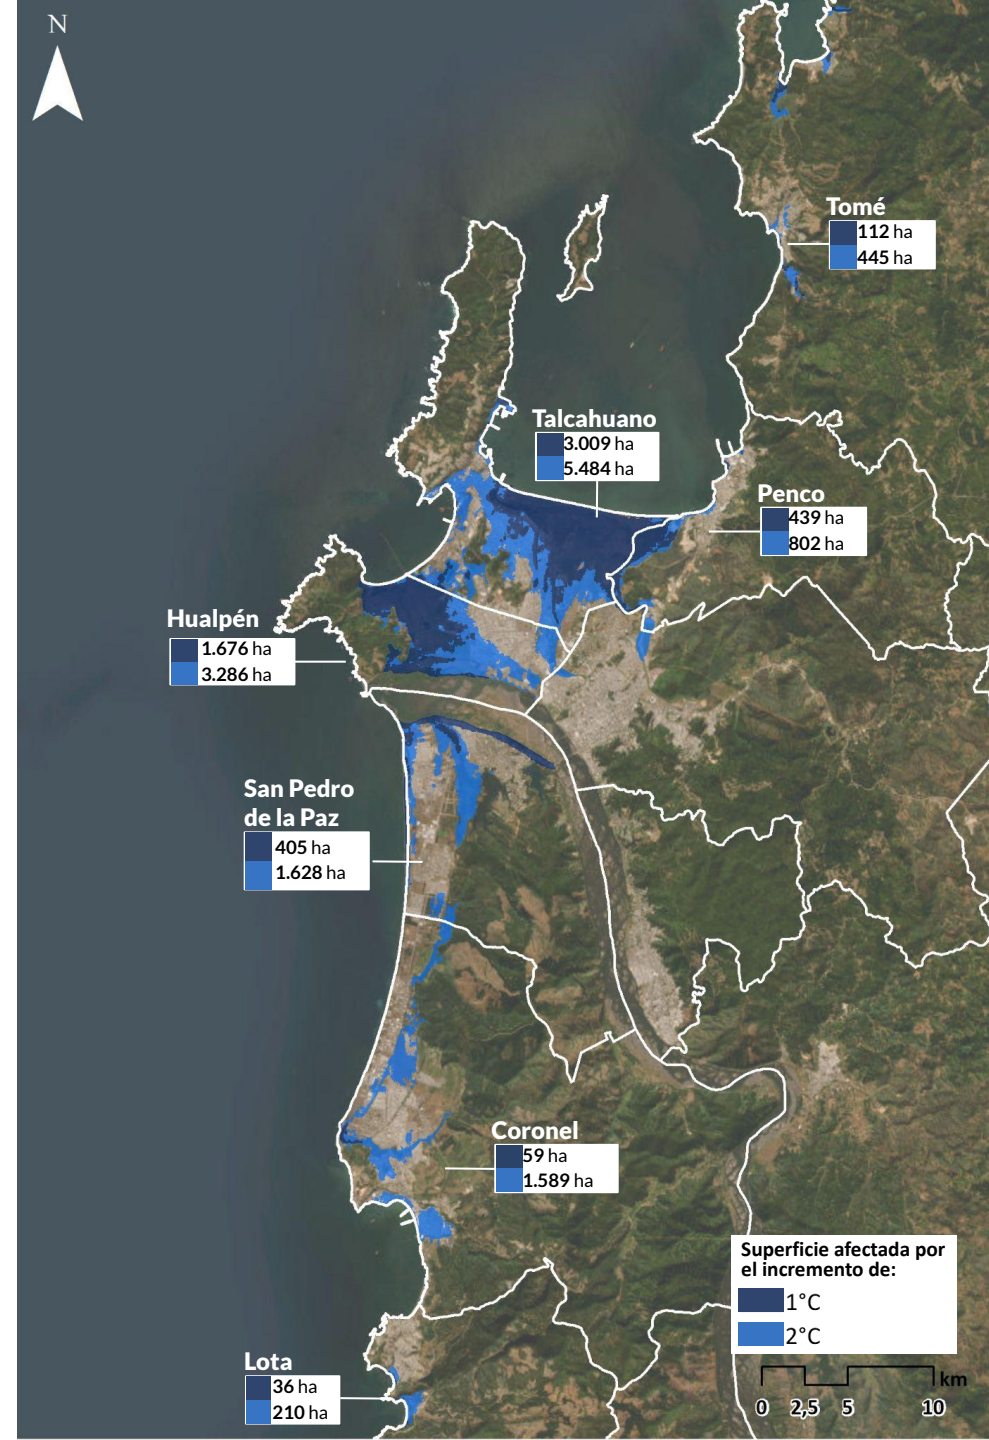 N
Tomé
112 ha
445 ha
Talcahuano
3.009 ha
5.484 ha
Penco
439 ha
802 ha
Hualpén
1.676 ha
3.286 ha
San Pedro
de la Paz
405 ha
1.628 ha
Coronel
59 ha
1.589 ha
Superficie afectada por
el incremento de:
1°C
2°C
Lota
36 ha
210 ha
km
0 2,5 5 10